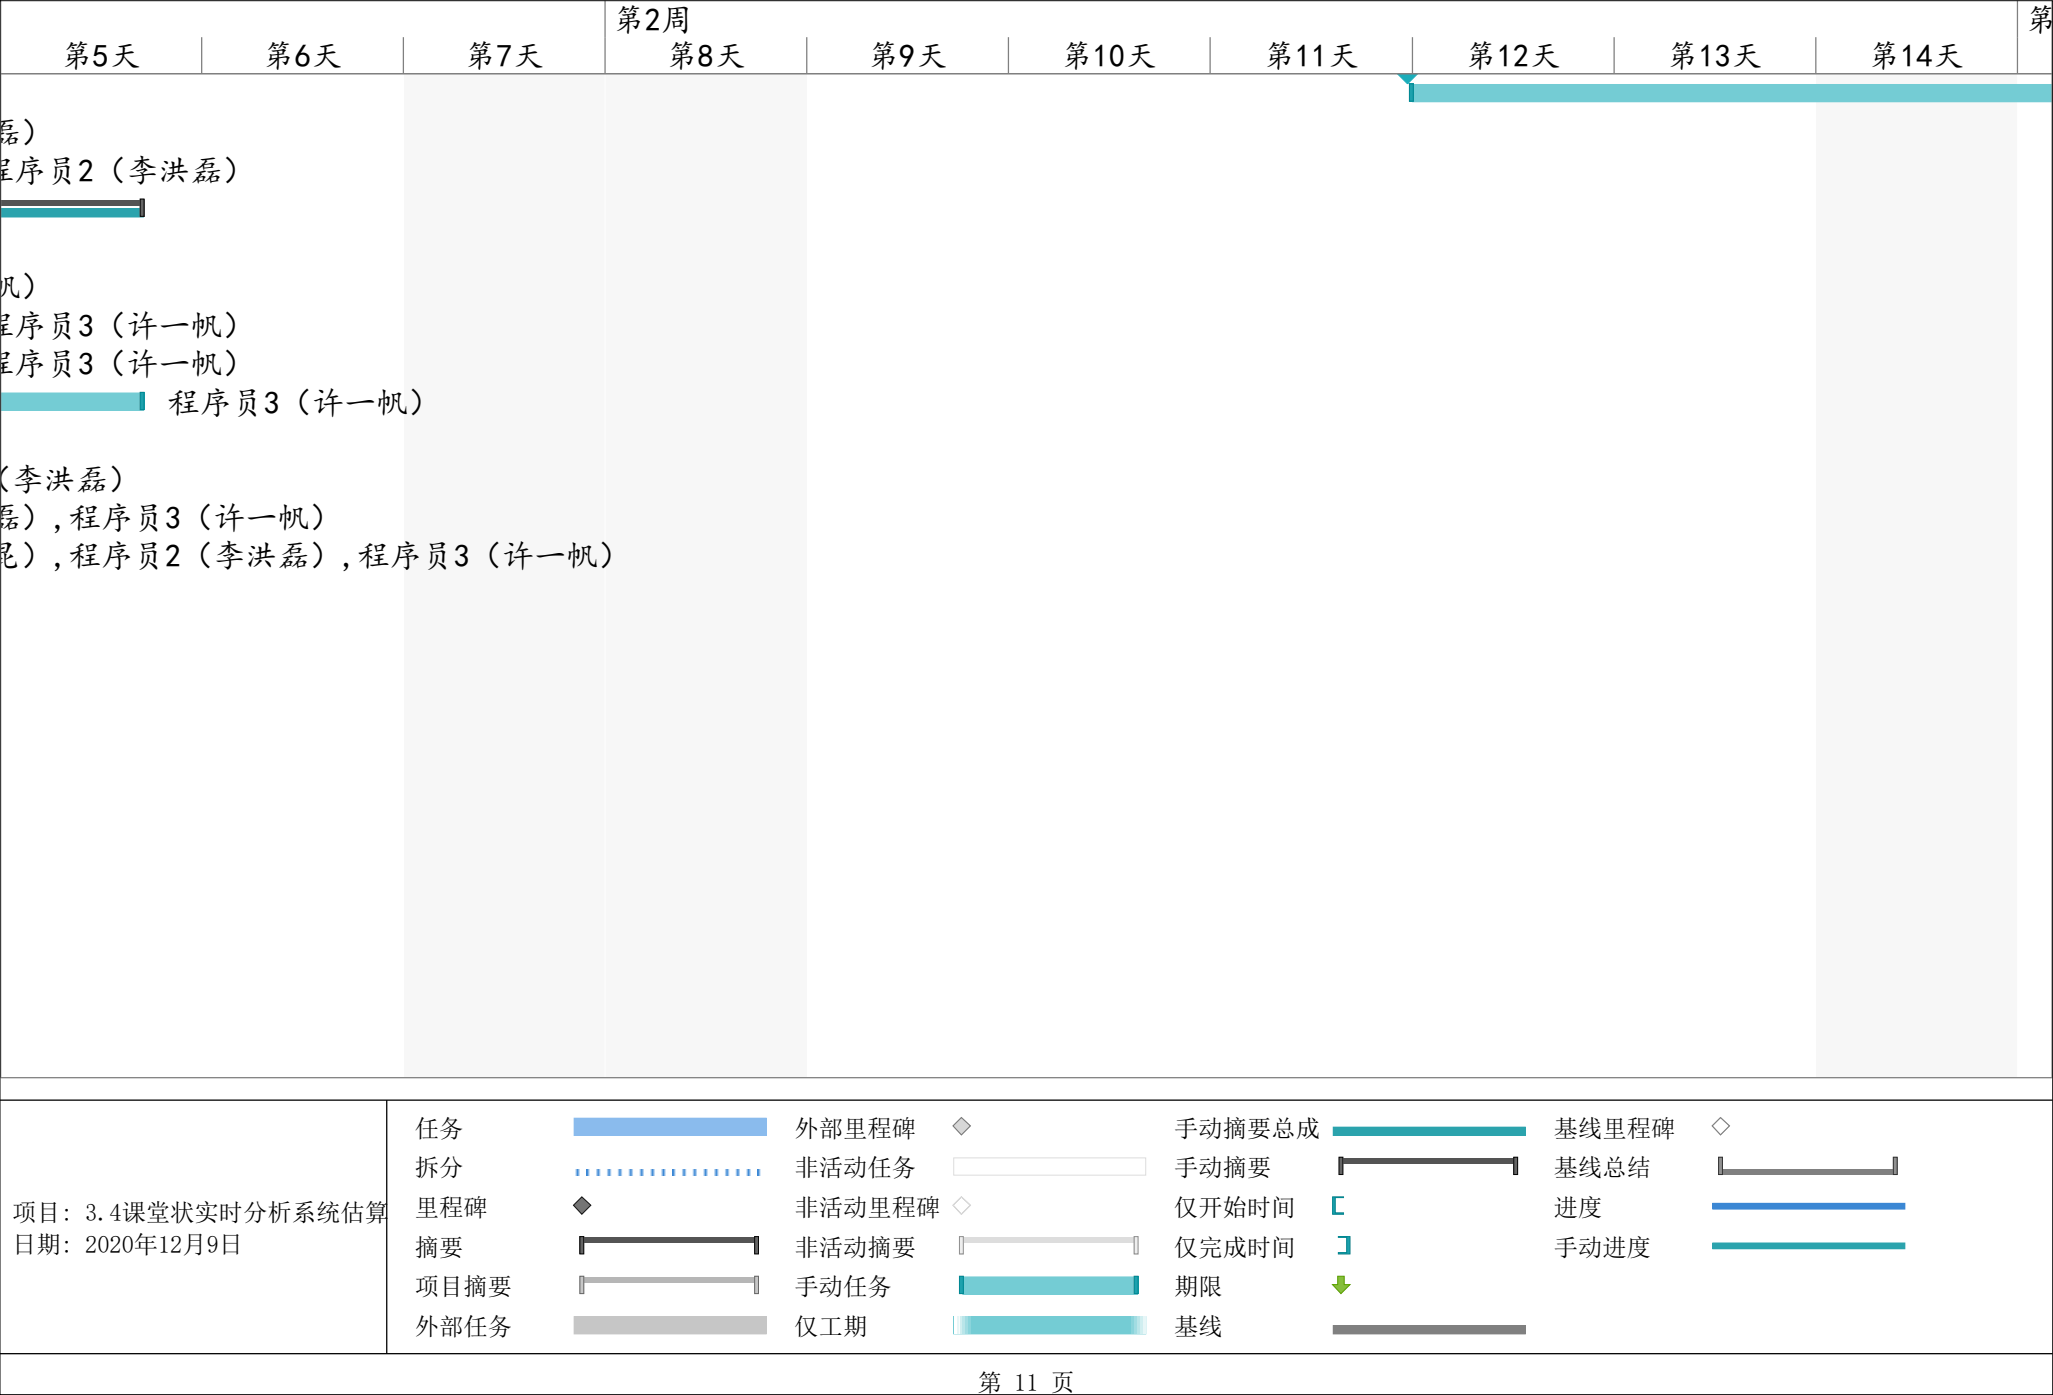 第2周
第
第5天 第6天 第7天 第8天 第9天 第10天 第11天 第12天 第13天 第14天
磊）
程序员2（李洪磊）
帆）
程序员3（许一帆）
程序员3（许一帆）
程序员3（许一帆）
（李洪磊）
磊）,程序员3（许一帆）
昆）,程序员2（李洪磊）,程序员3（许一帆）
项目: 3.4课堂状实时分析系统估算
日期: 2020年12月9日
任务
拆分
里程碑
摘要
项目摘要
外部任务
外部里程碑
非活动任务
非活动里程碑
非活动摘要
手动任务
仅工期
手动摘要总成
手动摘要
仅开始时间
仅完成时间
期限
基线
基线里程碑
基线总结
进度
手动进度
第 11 页